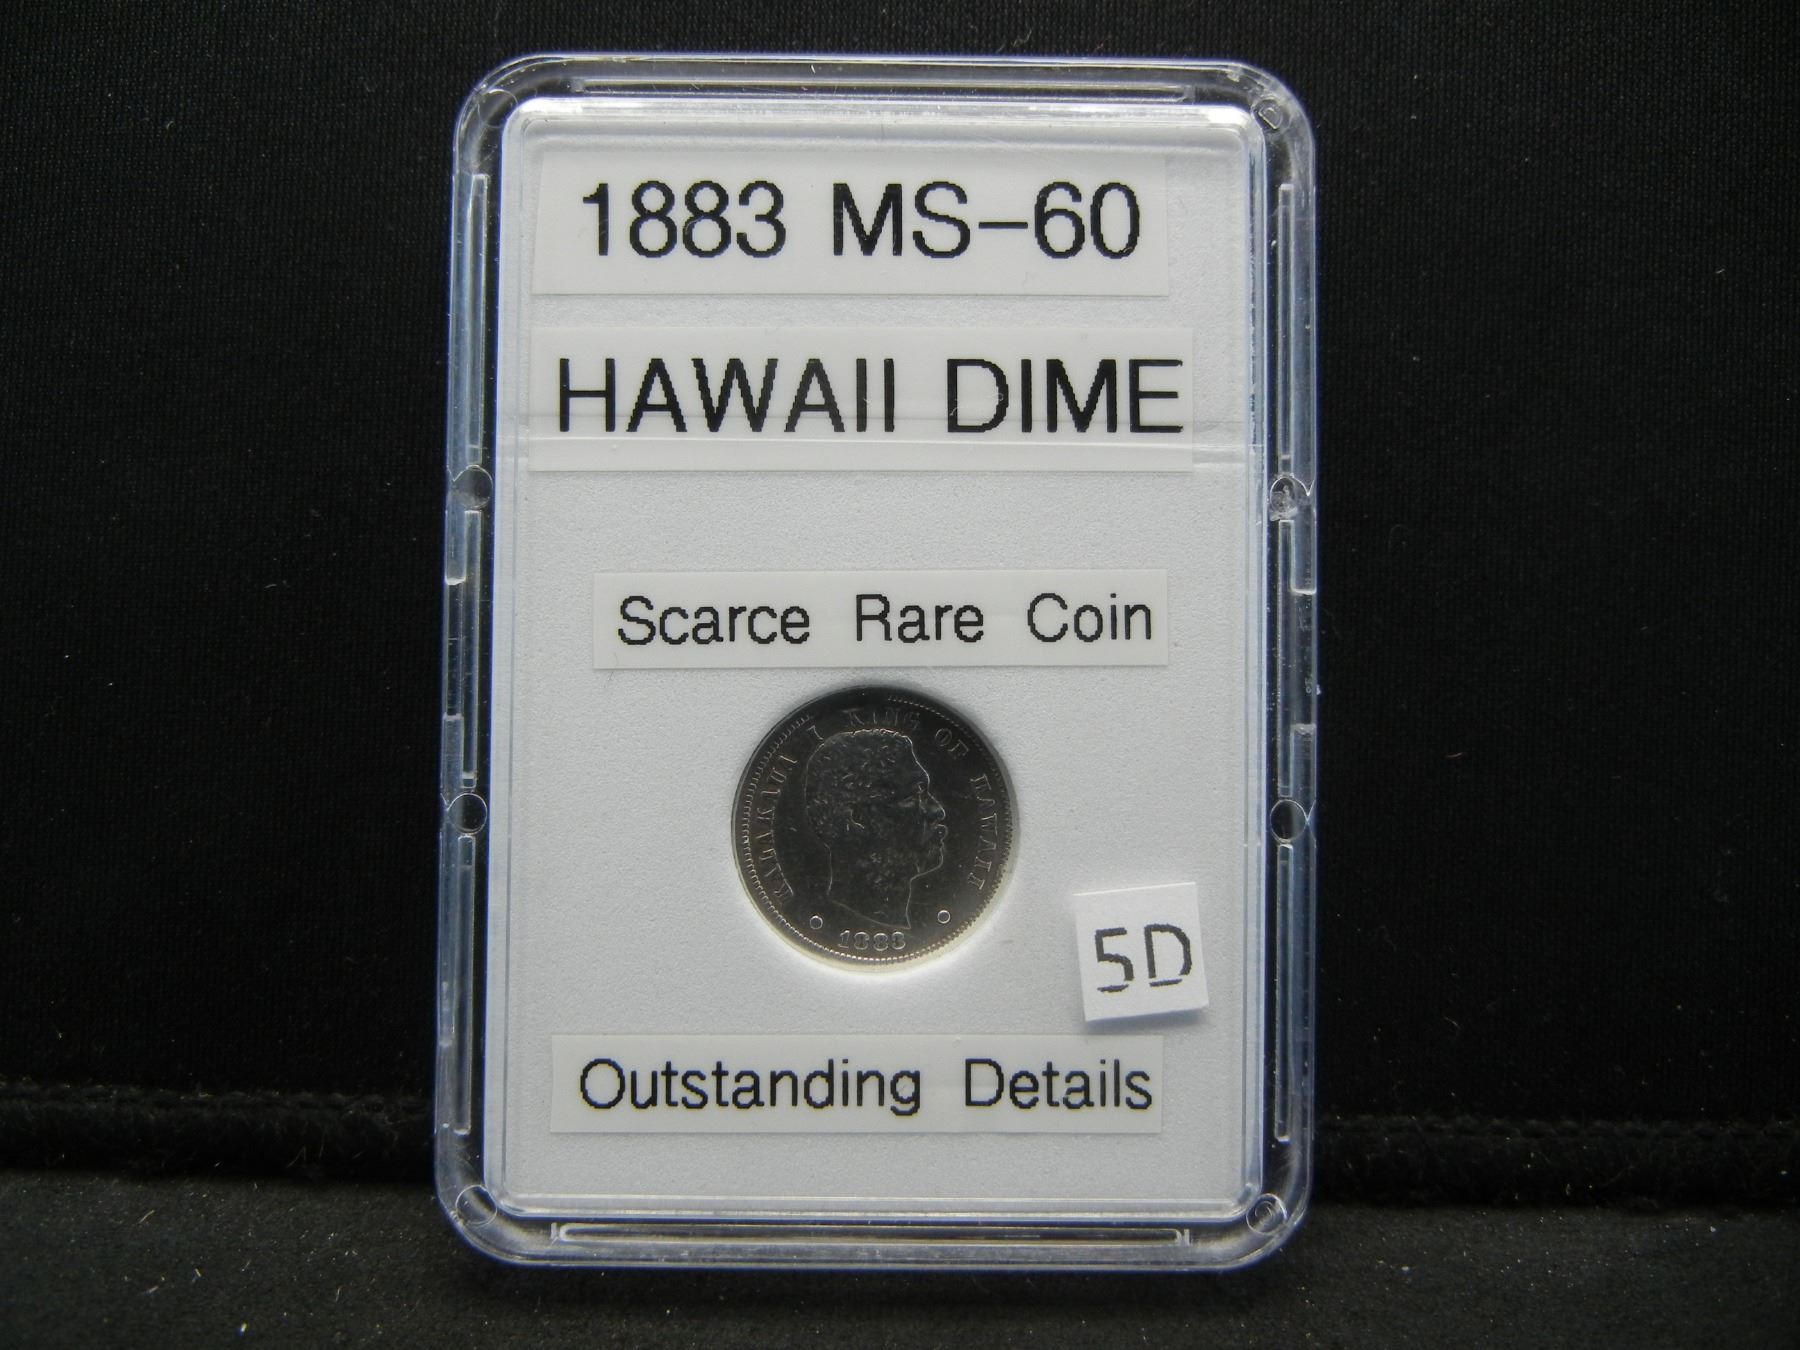 1883 MS-60
HAWAII DIME
Scarce Rare Coin
KALAKAUA I KING OF HAWAII
1883
5D
Outstanding Details